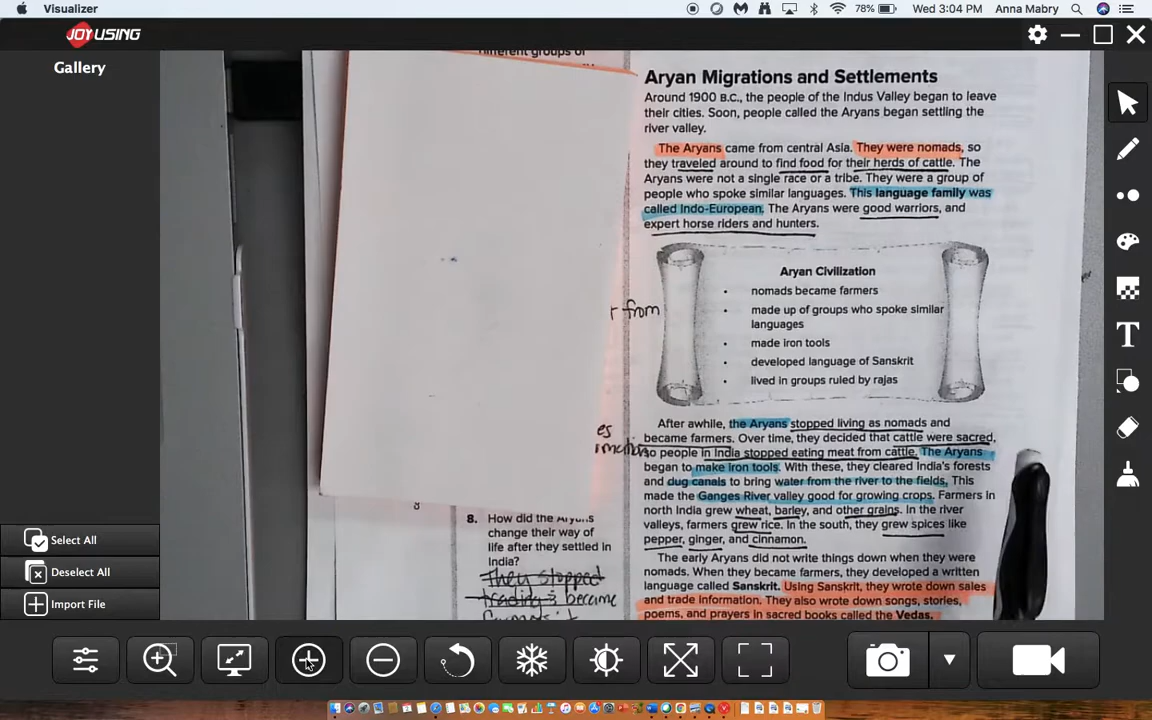 Visualizer
78%
Wed 3:04 PM
Anna Mabry
JOYUSING
Gallery
different groups of
Aryan Migrations and Settlements
Around 1900 B.C., the people of the Indus Valley began to leave
their cities. Soon, people called the Aryans began settling the
river valley.
The Aryans came from central Asia. They were nomads, so
they traveled around to find food for their herds of cattle. The
Aryans were not a single race or a tribe. They were a group of
people who spoke similar languages. This language family was
called Indo-European. The Aryans were good warriors, and
expert horse riders and hunters.
Aryan Civilization
• nomads became farmers
• made up of groups who spoke similar
languages
• made iron tools
• developed language of Sanskrit
• lived in groups ruled by rajas
from
es
After awhile, the Aryans stopped living as nomads and
became farmers. Over time, they decided that cattle were sacred,
so people in India stopped eating meat from cattle. The Aryans
began to make iron tools. With these, they cleared India's forests
and dug canals to bring water from the river to the fields. This
made the Ganges River valley good for growing crops. Farmers in
north India grew wheat, barley, and other grains. In the river
valleys, farmers grew rice. In the south, they grew spices like
pepper, ginger, and cinnamon.
The early Aryans did not write things down when they were
nomads. When they became farmers, they developed a written
language called Sanskrit. Using Sanskrit, they wrote down sales
and trade information. They also wrote down songs, stories,
poems, and prayers in sacred books called the Vedas.
8. How did the Aryans
change their way of
life after they settled in
India?
They stopped
became
T
Select All
Deselect All
Import File